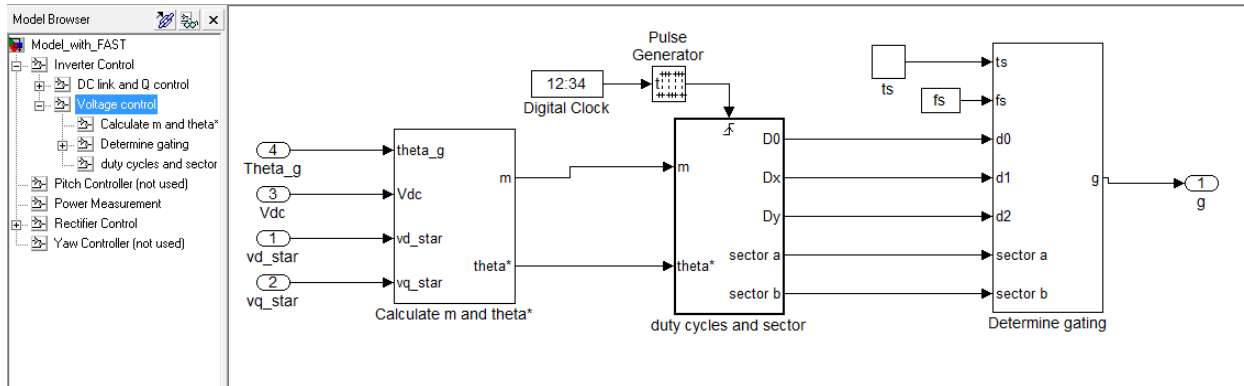 Model Browser
Model_with_FAST
Inverter Control
DC link and Q control
Voltage control
Calculate m and theta*
Determine gating
duty cycles and sector
Pitch Controller (not used)
Power Measurement
Rectifier Control
Yaw Controller (not used)
4
Theta_g
3
Vdc
1
vd_star
2
vq_star
theta_g
Vdc
vd_star
vq_star
m
theta*
Calculate m and theta*
12:34
Digital Clock
Pulse
Generator
t
m
theta*
D0
Dx
Dy
sector a
sector b
duty cycles and sector
ts
fs
ts
fs
d0
d1
d2
sector a
sector b
g
Determine gating
1
g